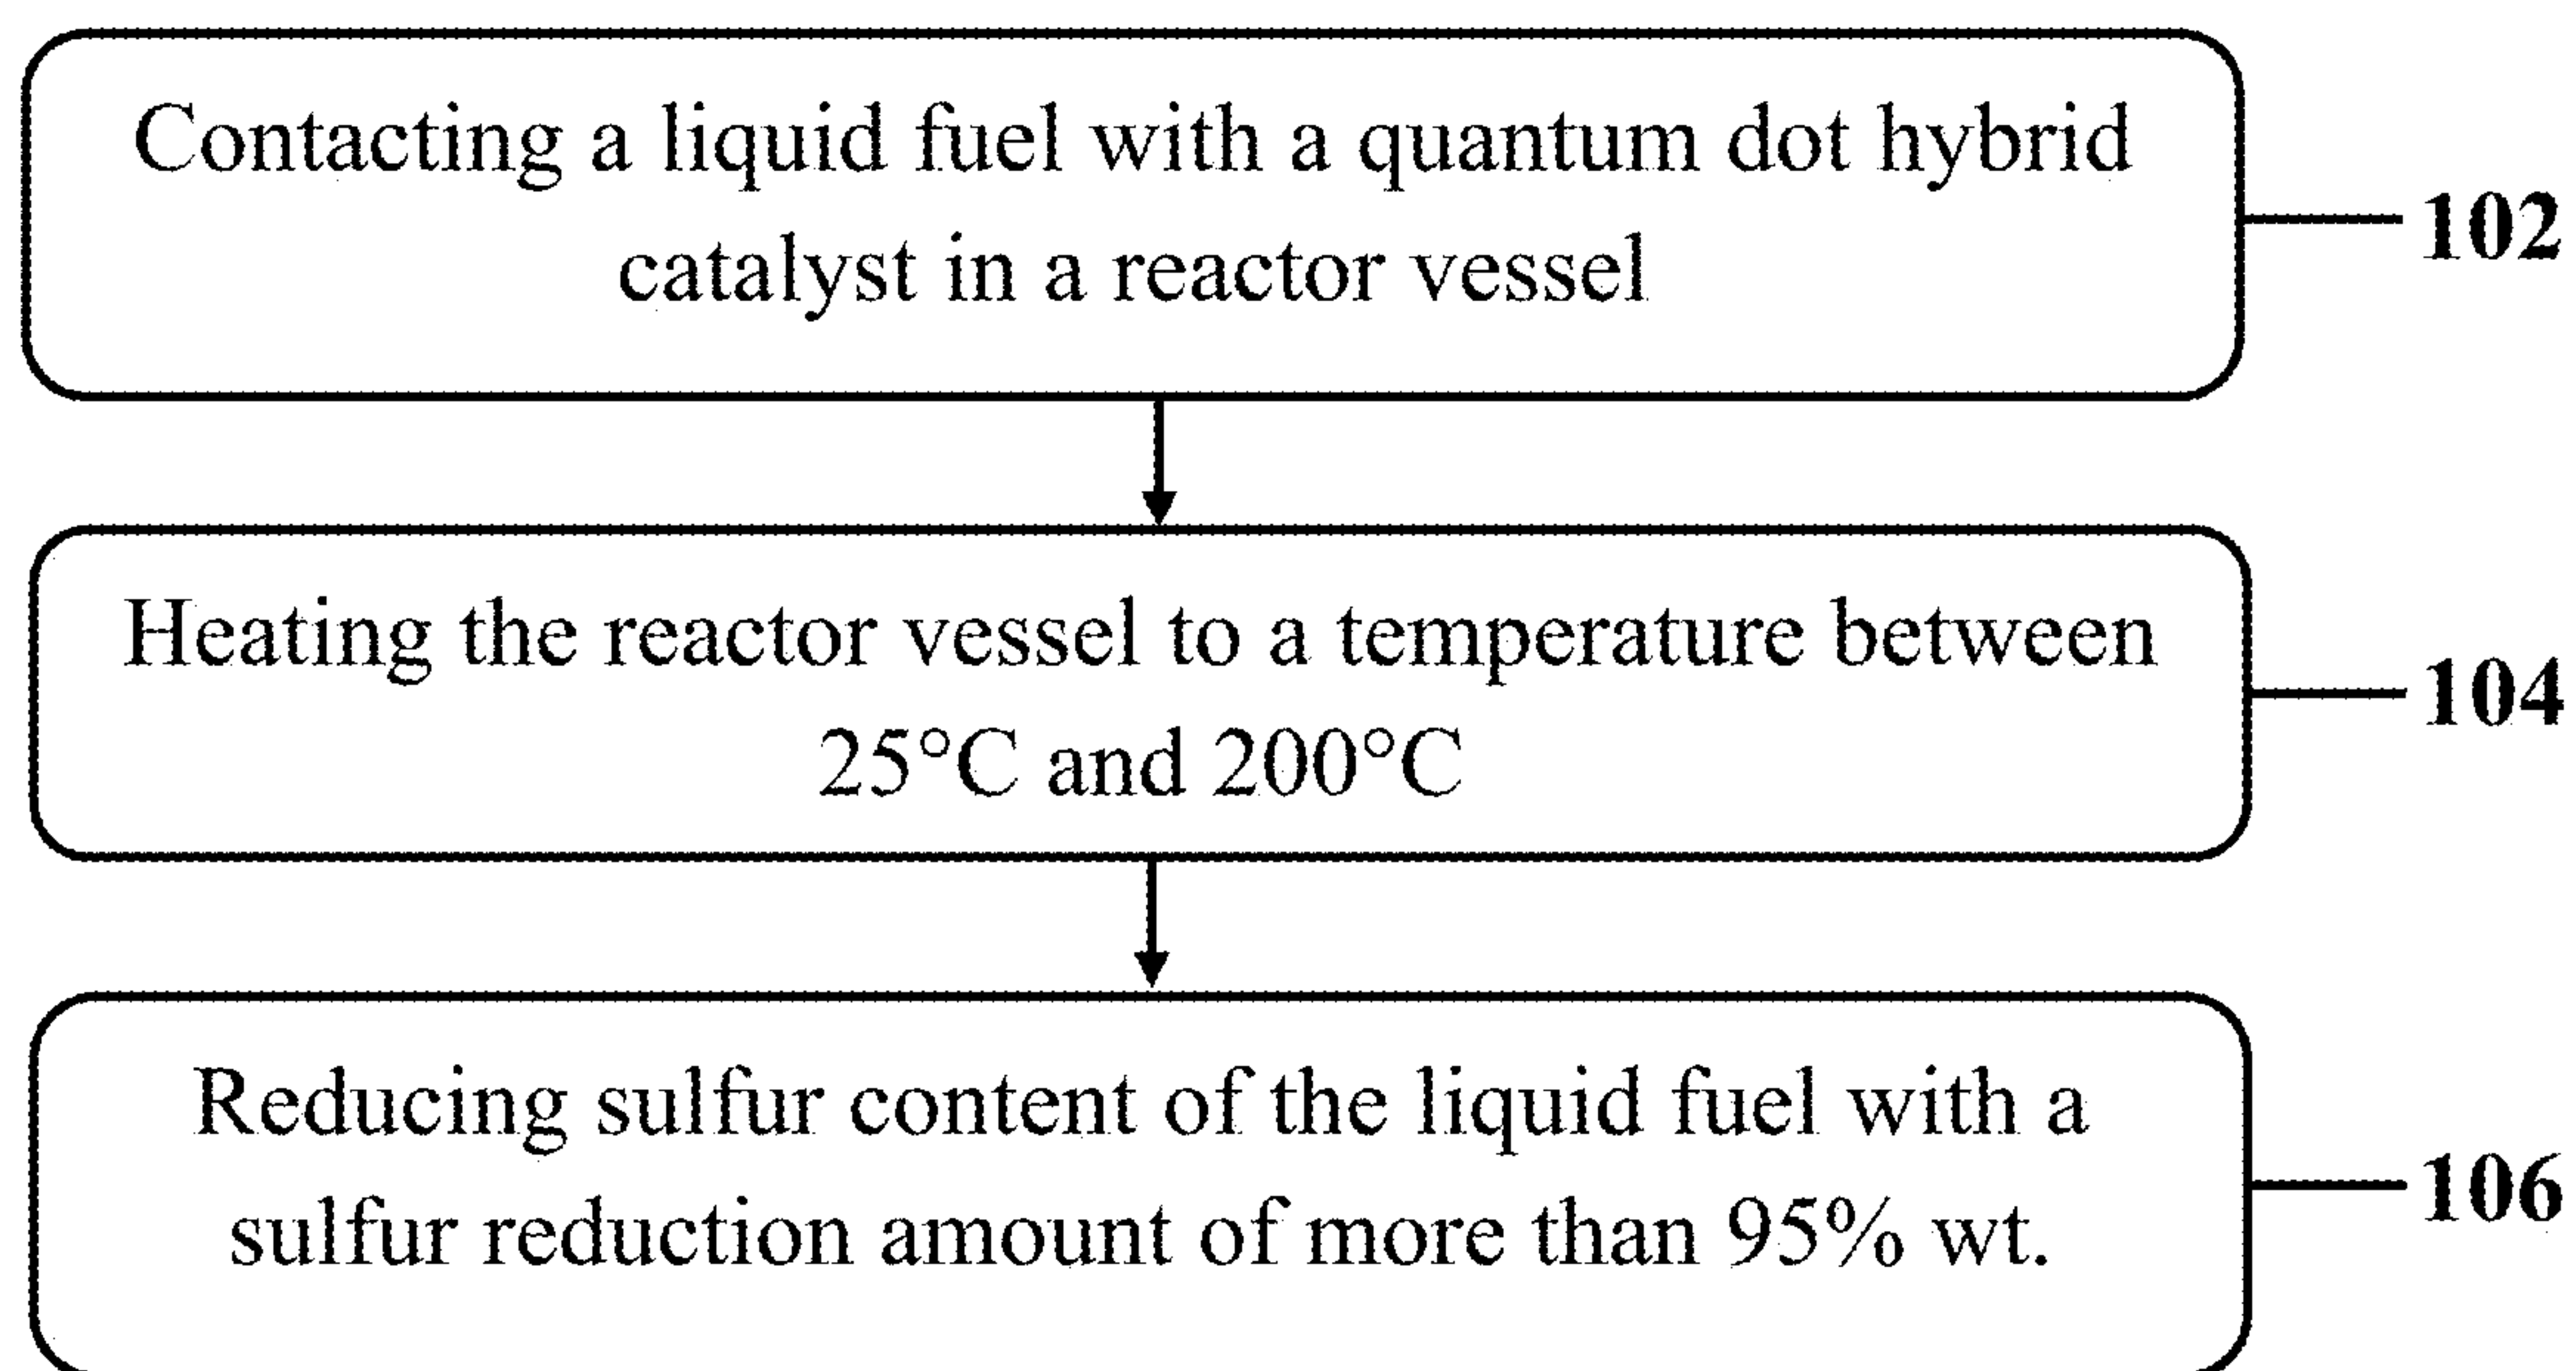 Contacting a liquid fuel with a quantum dot hybrid
catalyst in a reactor vessel
102
Heating the reactor vessel to a temperature between
25°C and 200°C
104
Reducing sulfur content of the liquid fuel with a
sulfur reduction amount of more than 95% wt.
106